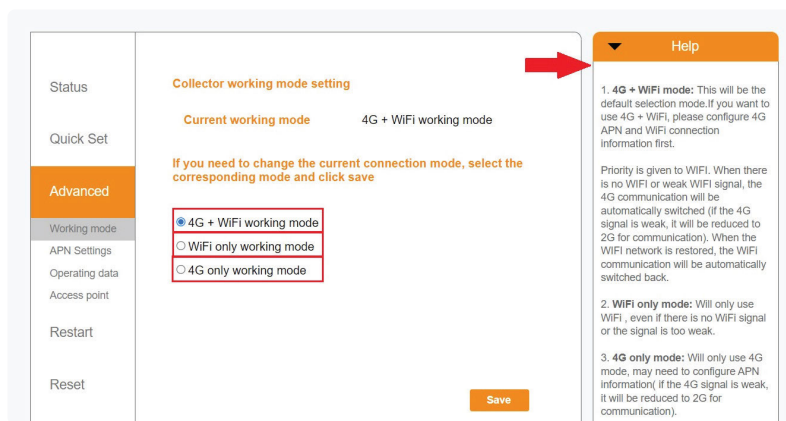 Status
Quick Set
Advanced
Working mode
APN Settings
Operating data
Access point
Restart
Reset
Collector working mode setting
Current working mode 4G + WiFi working mode
If you need to change the current connection mode, select the
corresponding mode and click save
4G + WiFi working mode
WiFi only working mode
4G only working mode
Save
Help
1. 4G + WiFi mode: This will be the
default selection mode.If you want to
use 4G + WiFi, please configure 4G
APN and WiFi connection
information first.
Priority is given to WIFI. When there
is no WIFI or weak WIFI signal, the
4G communication will be
automatically switched (if the 4G
signal is weak, it will be reduced to
2G for communication). When the
WIFI network is restored, the WiFi
communication will be automatically
switched back.
2. WiFi only mode: Will only use
WiFi , even if there is no WiFi signal
or the signal is too weak.
3. 4G only mode: Will only use 4G
mode, may need to configure APN
information( if the 4G signal is weak,
it will be reduced to 2G for
communication).